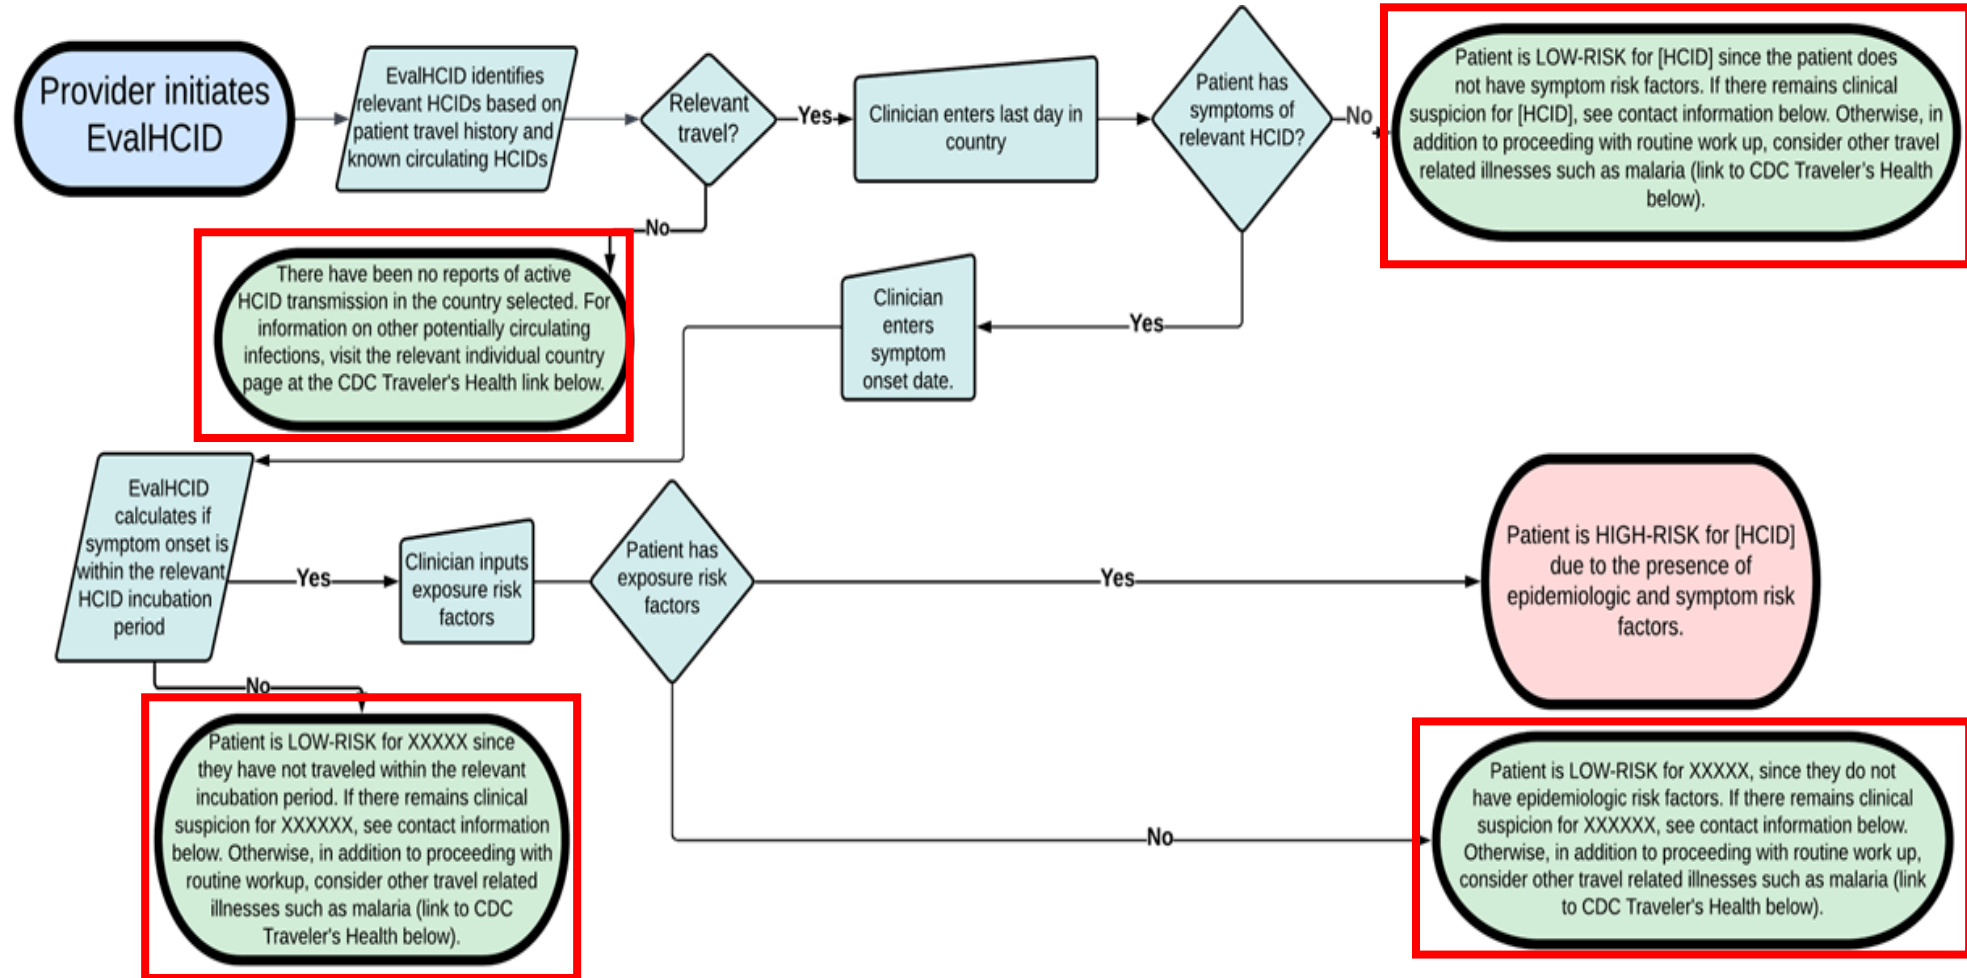 Provider initiates
EvalHCID
EvalHCID identifies
relevant HCIDs based on
patient travel history and
known circulating HCIDs
Relevant
travel?
Yes
Clinician enters last day in
country
Patient has
symptoms of
relevant HCID?
No
Patient is LOW-RISK for [HCID] since the patient does
not have symptom risk factors. If there remains clinical
suspicion for [HCID], see contact information below. Otherwise, in
addition to proceeding with routine work up, consider other travel
related illnesses such as malaria (link to CDC Traveler's Health
below).
No
There have been no reports of active
HCID transmission in the country selected. For
information on other potentially circulating
infections, visit the relevant individual country
page at the CDC Traveler's Health link below.
Yes
Clinician
enters
symptom
onset date.
EvalHCID
calculates if
symptom onset is
within the relevant
HCID incubation
period
Yes
Clinician inputs
exposure risk
factors
Patient has
exposure risk
factors
Yes
Patient is HIGH-RISK for [HCID]
due to the presence of
epidemiologic and symptom risk
factors.
No
Patient is LOW-RISK for XXXXX since
they have not traveled within the relevant
incubation period. If there remains clinical
suspicion for XXXXXX, see contact information
below. Otherwise, in addition to proceeding with
routine workup, consider other travel related
illnesses such as malaria (link to CDC
Traveler's Health below).
No
Patient is LOW-RISK for XXXXX, since they do not
have epidemiologic risk factors. If there remains clinical
suspicion for XXXXXX, see contact information below.
Otherwise, in addition to proceeding with routine work up,
consider other travel related illnesses such as malaria (link
to CDC Traveler's Health below).